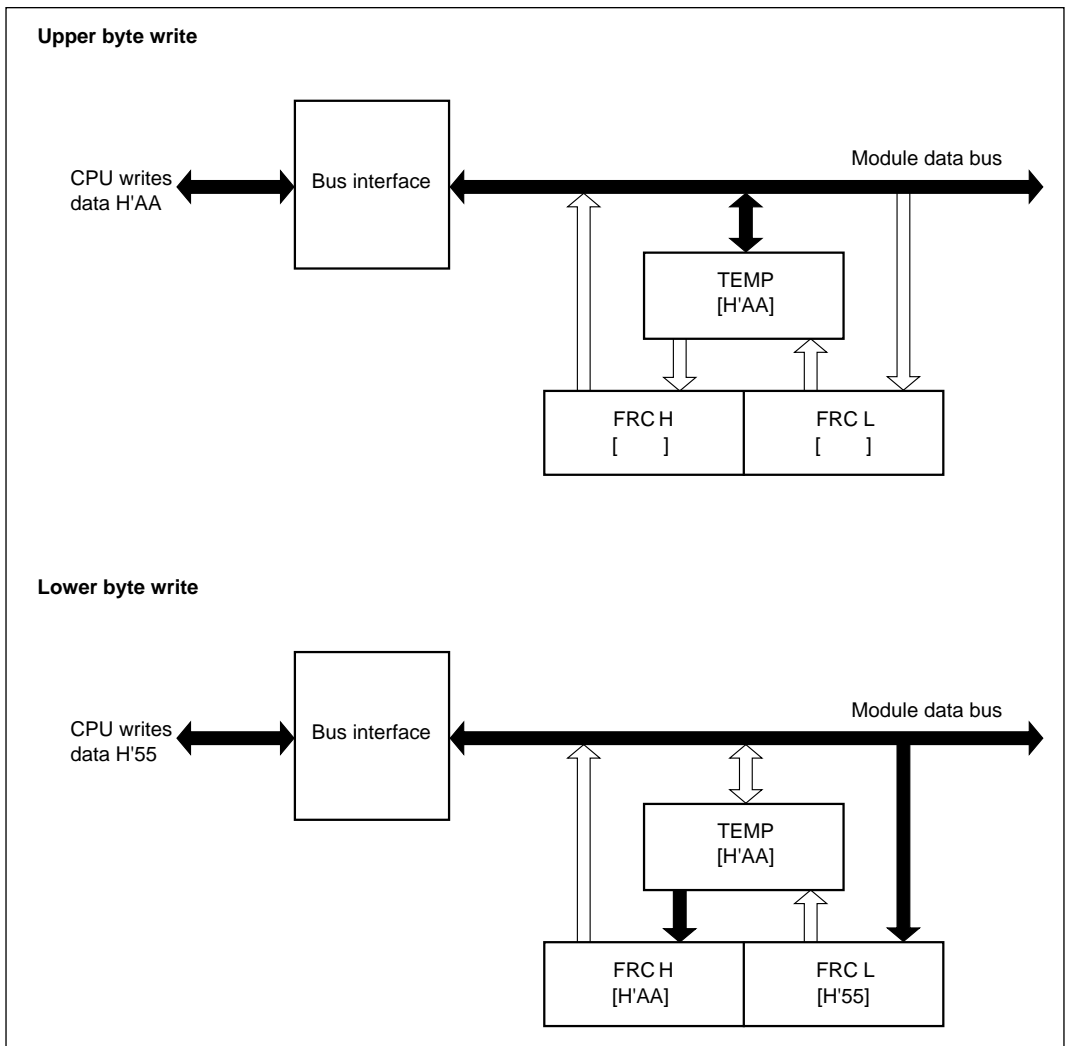 Upper byte write
Module data bus
CPU writes
data H'AA
Bus interface
TEMP
[H'AA]
FRC H
[ ]
FRC L
[ ]
Lower byte write
Module data bus
CPU writes
data H'55
Bus interface
TEMP
[H'AA]
FRC H
[H'AA]
FRC L
[H'55]